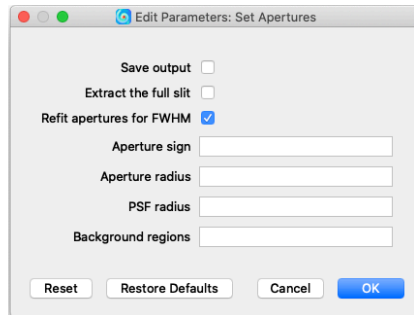 Edit Parameters: Set Apertures
Save output
Extract the full slit
Refit apertures for FWHM
Aperture sign
Aperture radius
PSF radius
Background regions
Reset Restore Defaults Cancel OK